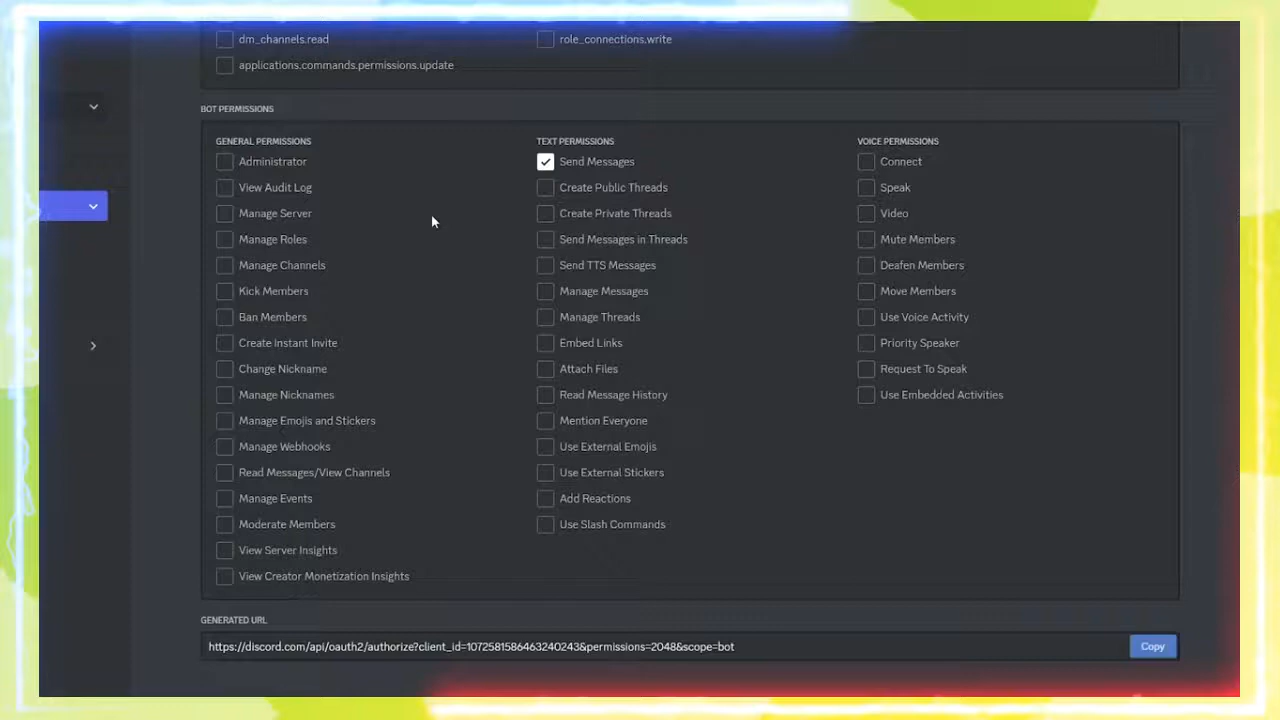 dm_channels.read
role_connections.write
applications.commands.permissions.update
BOT PERMISSIONS
GENERAL PERMISSIONS
Administrator
View Audit Log
Manage Server
Manage Roles
Manage Channels
Kick Members
Ban Members
Create Instant Invite
Change Nickname
Manage Nicknames
Manage Emojis and Stickers
Manage Webhooks
Read Messages/View Channels
Manage Events
Moderate Members
View Server Insights
View Creator Monetization Insights
TEXT PERMISSIONS
Send Messages
Create Public Threads
Create Private Threads
Send Messages in Threads
Send TTS Messages
Manage Messages
Manage Threads
Embed Links
Attach Files
Read Message History
Mention Everyone
Use External Emojis
Use External Stickers
Add Reactions
Use Slash Commands
VOICE PERMISSIONS
Connect
Speak
Video
Mute Members
Deafen Members
Move Members
Use Voice Activity
Priority Speaker
Request To Speak
Use Embedded Activities
GENERATED URL
https://discord.com/api/oauth2/authorize?client_id=1072581586463240243&permissions=2048&scope=bot
Copy